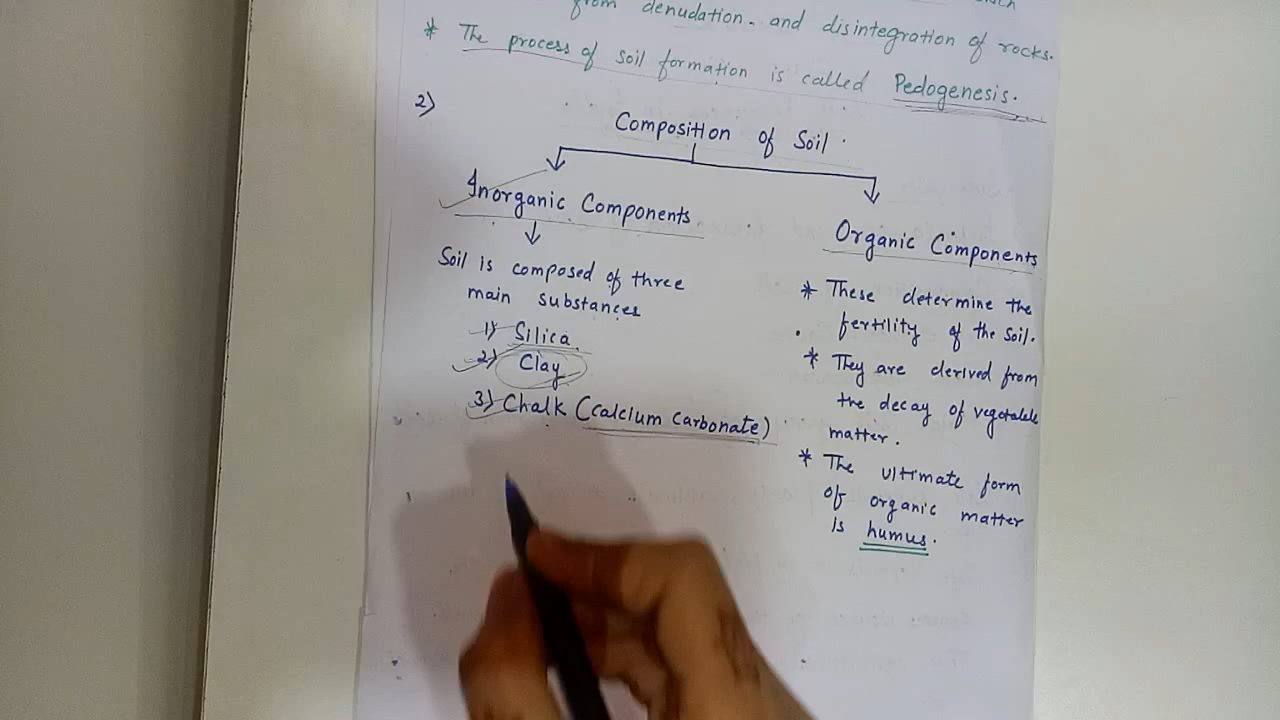 from denudation. and disintegration of rocks.
* The process of soil formation is called Pedogenesis.
2)
Composition of Soil.
Inorganic Components
Soil is composed of three
main substances
1) Silica.
2) Clay
3) Chalk (calcium carbonate)
Organic Components
* These determine the
fertility of the soil.
* They are derived from
the decay of vegetable
matter.
* The ultimate form
of organic matter
is humus.